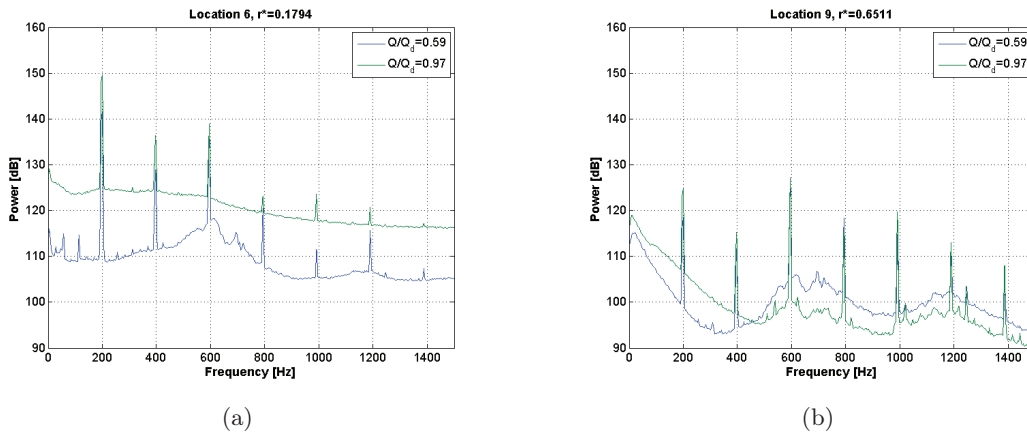 Location 6, r*=0.1794
160
150
140
130
120
110
100
90
Power [dB]
0
200
400
600
800
1000
1200
1400
Frequency [Hz]
Q/Q_d=0.59
Q/Q_d=0.97
(a)
Location 9, r*=0.6511
160
150
140
130
120
110
100
90
Power [dB]
0
200
400
600
800
1000
1200
1400
Frequency [Hz]
Q/Q_d=0.59
Q/Q_d=0.97
(b)